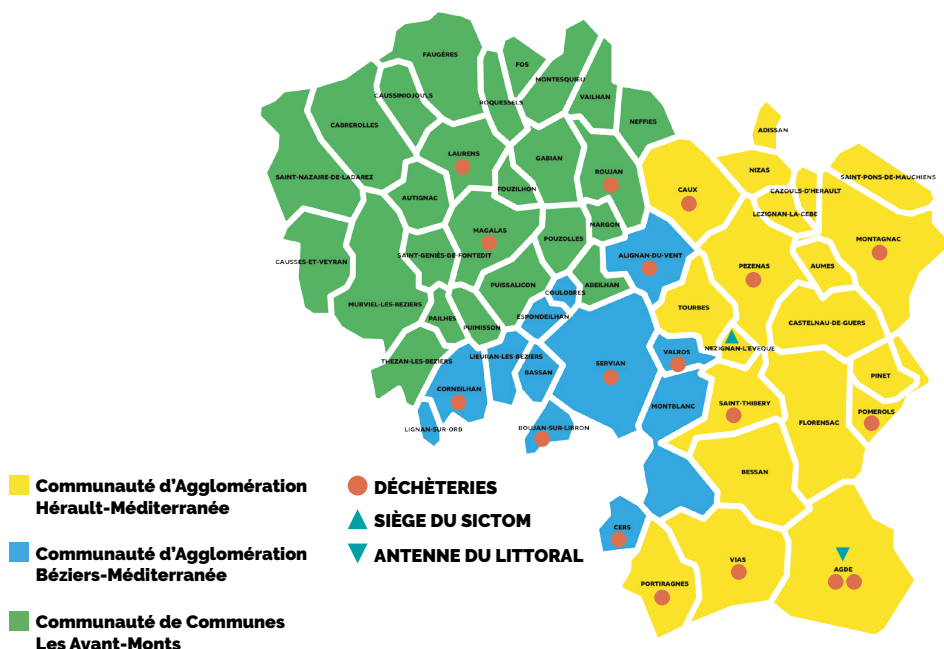 FAUGÈRES
FOS
MONTESQUIEU
CAUSSINIOJOULS
ROQUESSELS
VAILHAN
CABREROLLES
NEFFIES
ADISSAN
LAURENS
GABIAN
NIZAS
ROUJAN
SAINT-NAZAIRE-DE-LADAREZ
SAINT-PONS-DE-MAUCHIENS
FOUZILHON
CAUX
CAZOULS-D'HERAULT
AUTIGNAC
LEZIGNAN-LA-CEBE
MARGON
MAGALAS
POUZOLLES
MONTAGNAC
SAINT-GENIÈS-DE-FONTEDIT
ALIGNAN-DU-VENT
CAUSSES-ET-VEYRAN
PEZENAS
AUMES
PUISSALICON
ABEILHAN
COULOBRES
MURVIEL-LES-BEZIERS
TOURBES
CASTELNAU-DE-GUERS
PAILHES
ESPONDEILHAN
PUIMISSON
NEZIGNAN-L'EVEQUE
LIEURAN-LES-BEZIERS
VALROS
THEZAN-LES-BEZIERS
SERVIAN
BASSAN
PINET
CORNEILHAN
SAINT-THIBERY
MONTBLANC
POMEROLS
FLORENSAC
LIGNAN-SUR-ORB
BOUJAN-SUR-LIBRON
BESSAN
CERS
VIAS
AGDE
PORTIRAGNES
Communauté d'Agglomération
Hérault-Méditerranée
Communauté d'Agglomération
Béziers-Méditerranée
Communauté de Communes
Les Avant-Monts
DÉCHÈTERIES
SIÈGE DU SICTOM
ANTENNE DU LITTORAL